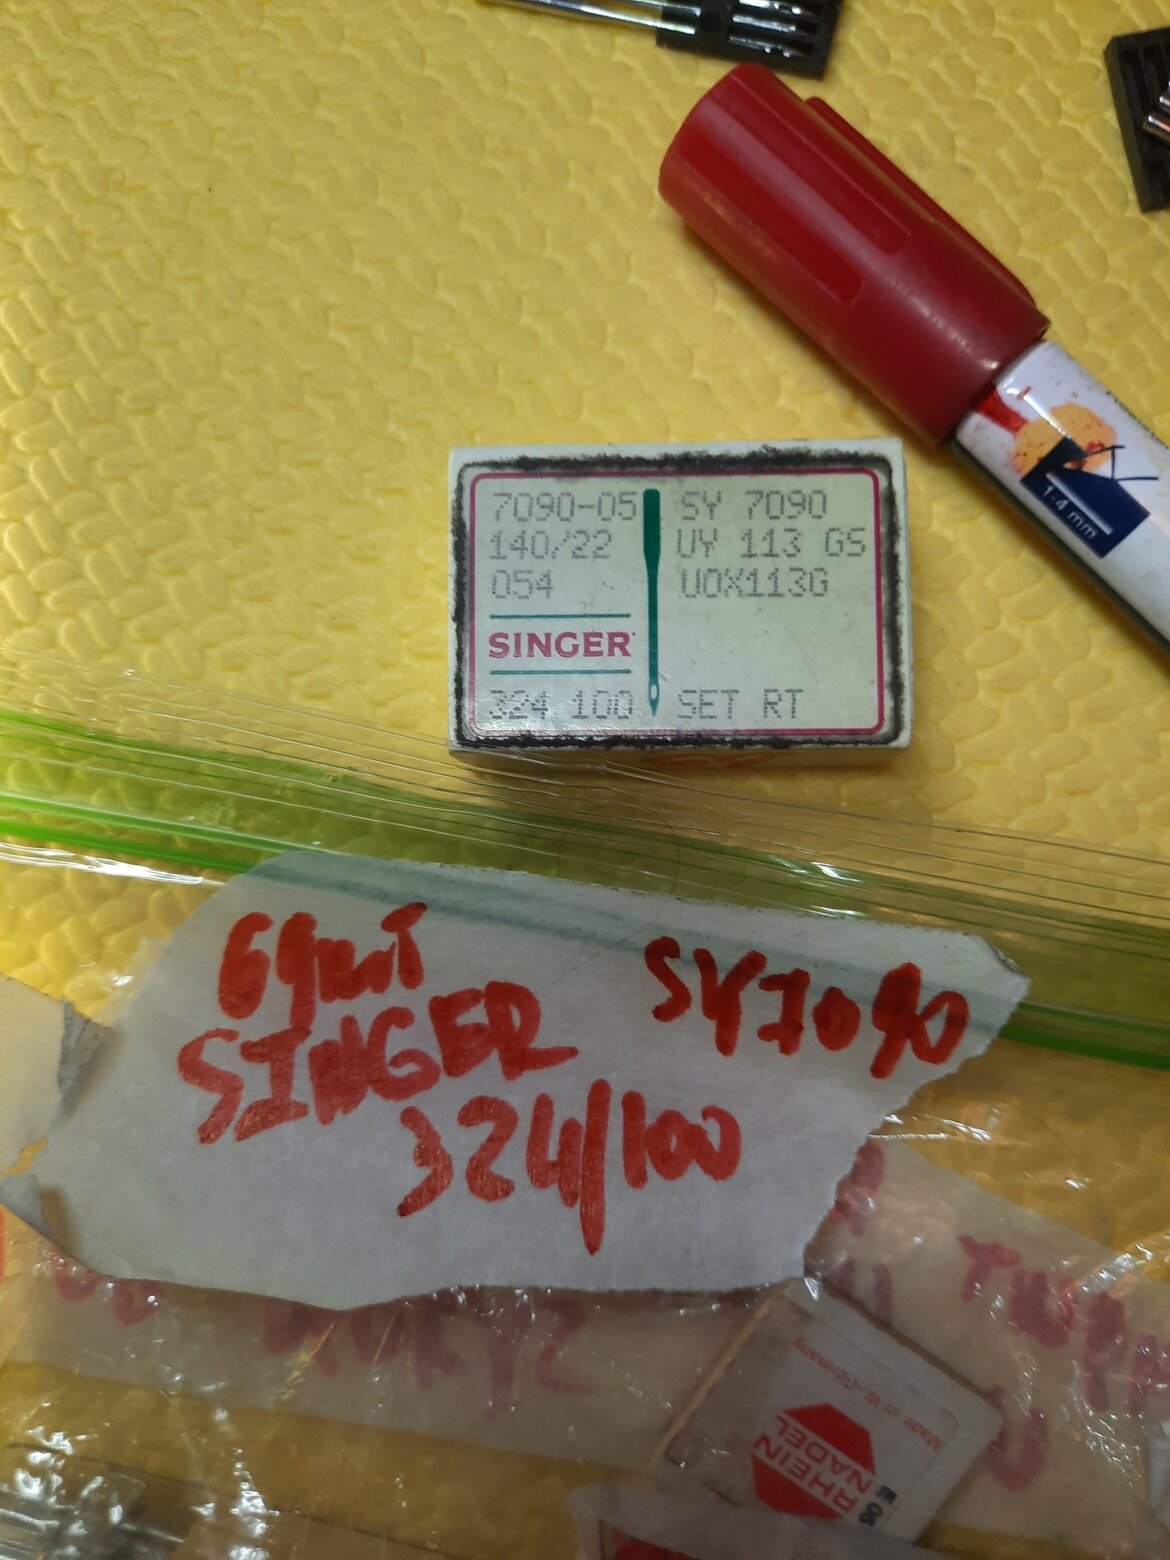 7090-05
140/22
054
SINGER
324 100
SY 7090
UY 113 GS
UOX113G
SET RT
1-4 mm
SINGER
324/100
SY7090
Made in W.-Germany
RHEIN
NADEL